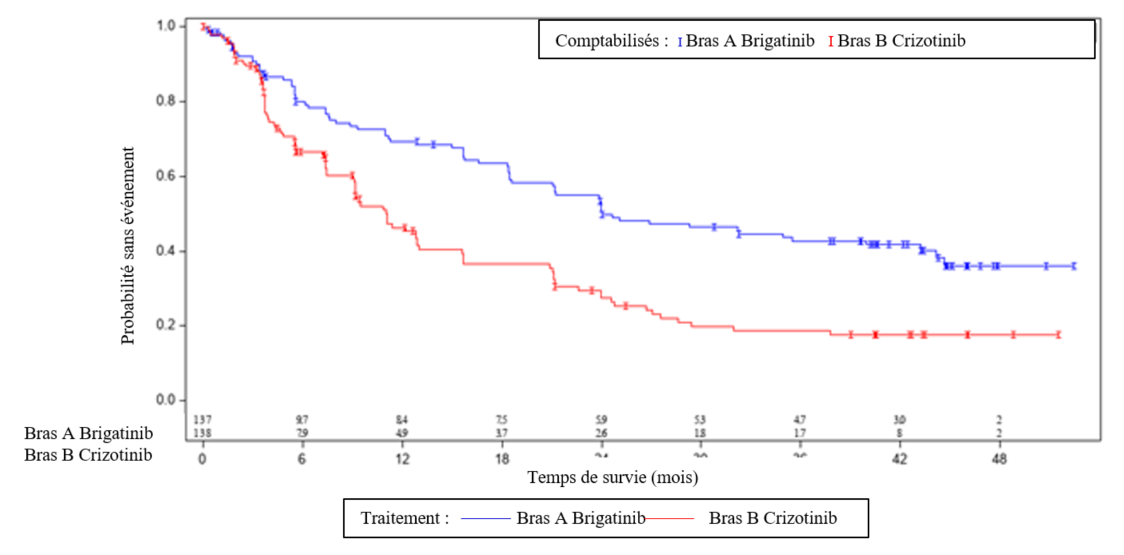 Comptabilisés : Bras A Brigatinib Bras B Crizotinib
Probabilité sans événement
1.0
0.8
0.6
0.4
0.2
0.0
137 97 84 75 59 53 47 30 2
Bras A Brigatinib
138 79 49 37 26 18 17 8 2
Bras B Crizotinib
0 6 12 18 42 48
Temps de survie (mois)
Traitement : Bras A Brigatinib Bras B Crizotinib